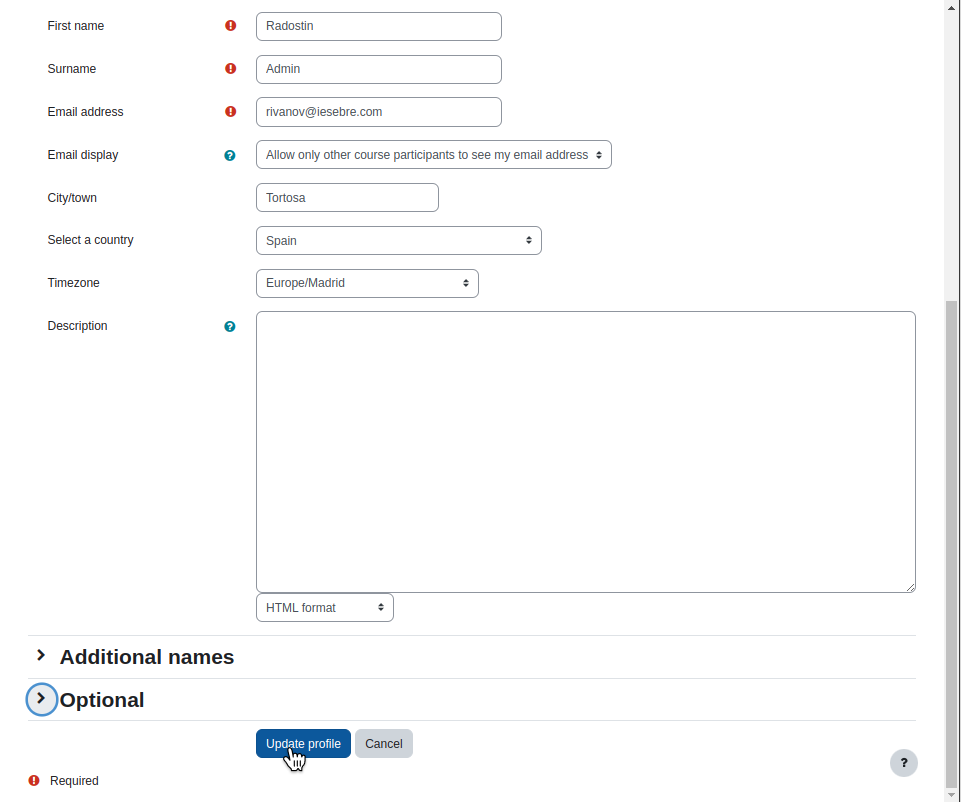 First name
Radostin
Surname
Admin
Email address
rivanov@iesebre.com
Email display
?
Allow only other course participants to see my email address
City/town
Tortosa
Select a country
Spain
Timezone
Europe/Madrid
Description
?
HTML format
Additional names
Optional
Update profile
Cancel
?
Required